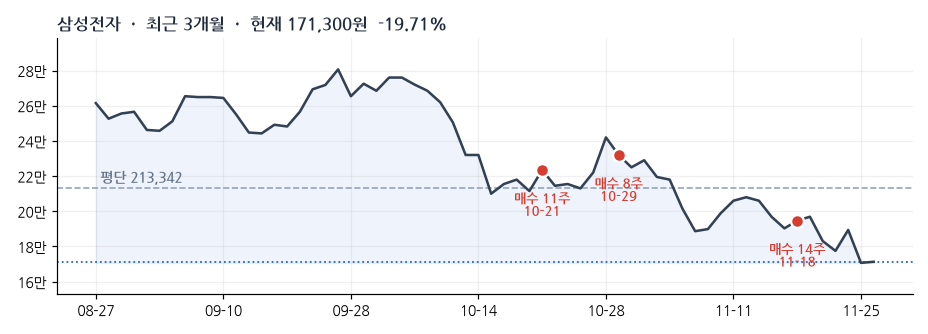 삼성전자 · 최근 3개월 · 현재 171,300원 -19.71%
28만
26만
24만
22만
20만
18만
16만
평단 213,342
매수 11주
10-21
매수 8주
10-29
매수 14주
11-18
08-27
09-10
09-28
10-14
10-28
11-11
11-25